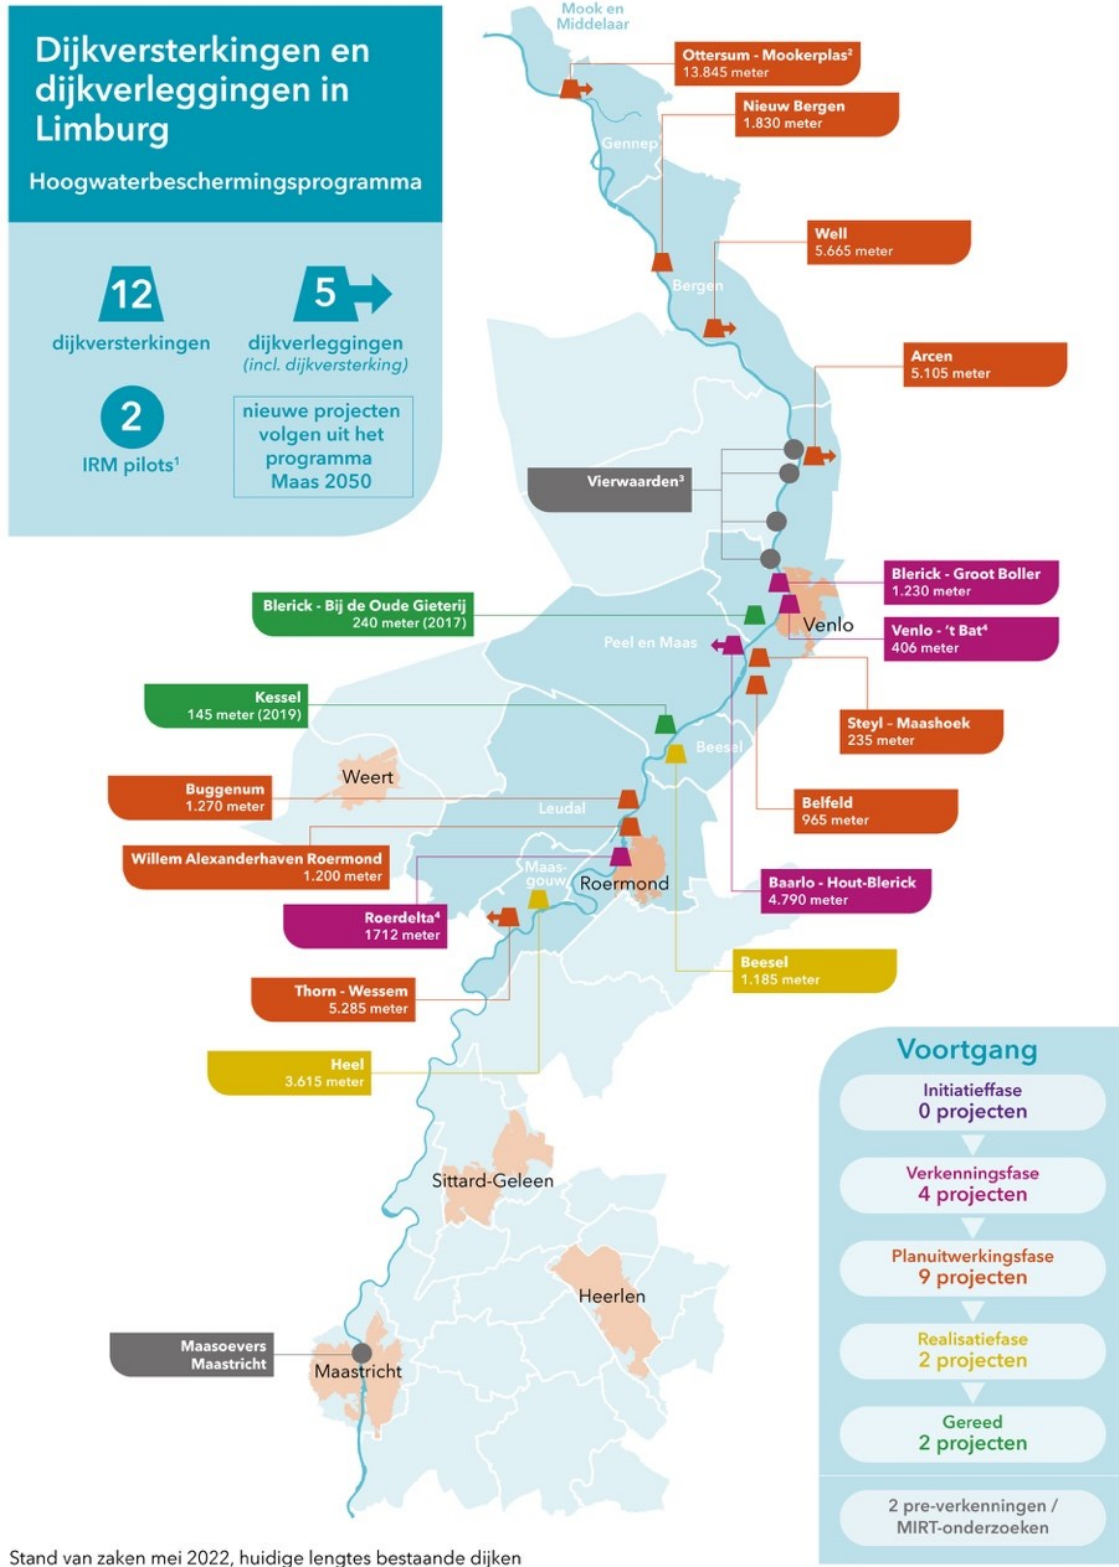 Dijkversterkingen en
dijkverleggingen in
Limburg
Hoogwaterbeschermingsprogramma
12
dijkversterkingen
5
dijkverleggingen
(incl. dijkversterking)
2
IRM pilots¹
nieuwe projecten
volgen uit het
programma
Maas 2050
Mook en
Middelaar
Ottersum - Mookerplas²
13.845 meter
Nieuw Bergen
1.830 meter
Gennep
Well
5.665 meter
Bergen
Arcen
5.105 meter
Vierwaarden³
Blerick - Groot Boller
1.230 meter
Blerick - Bij de Oude Gieterij
240 meter (2017)
Venlo
Venlo - ‘t Bat⁴
406 meter
Peel en Maas
Kessel
145 meter (2019)
Steyl - Maashoek
235 meter
Beesel
Weert
Buggenum
1.270 meter
Leudal
Belfeld
965 meter
Willem Alexanderhaven Roermond
1.200 meter
Maas-
gouw
Roermond
Baarlo - Hout-Blerick
4.790 meter
Roerdelta⁴
1712 meter
Beesel
1.185 meter
Thorn - Wessem
5.285 meter
Heel
3.615 meter
Sittard-Geleen
Heerlen
Maasoevers
Maastricht
Maastricht
Voortgang
Initiatieffase
0 projecten
Verkenningsfase
4 projecten
Planuitwerkingsfase
9 projecten
Realisatiefase
2 projecten
Gereed
2 projecten
2 pre-verkenningen /
MIRT-onderzoeken
Stand van zaken mei 2022, huidige lengtes bestaande dijken